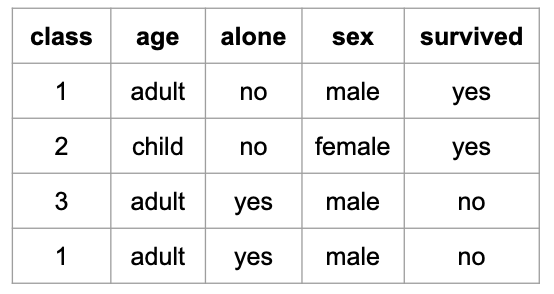 class age alone sex survived
1 adult no male yes
2 child no female yes
3 adult yes male no
1 adult yes male no